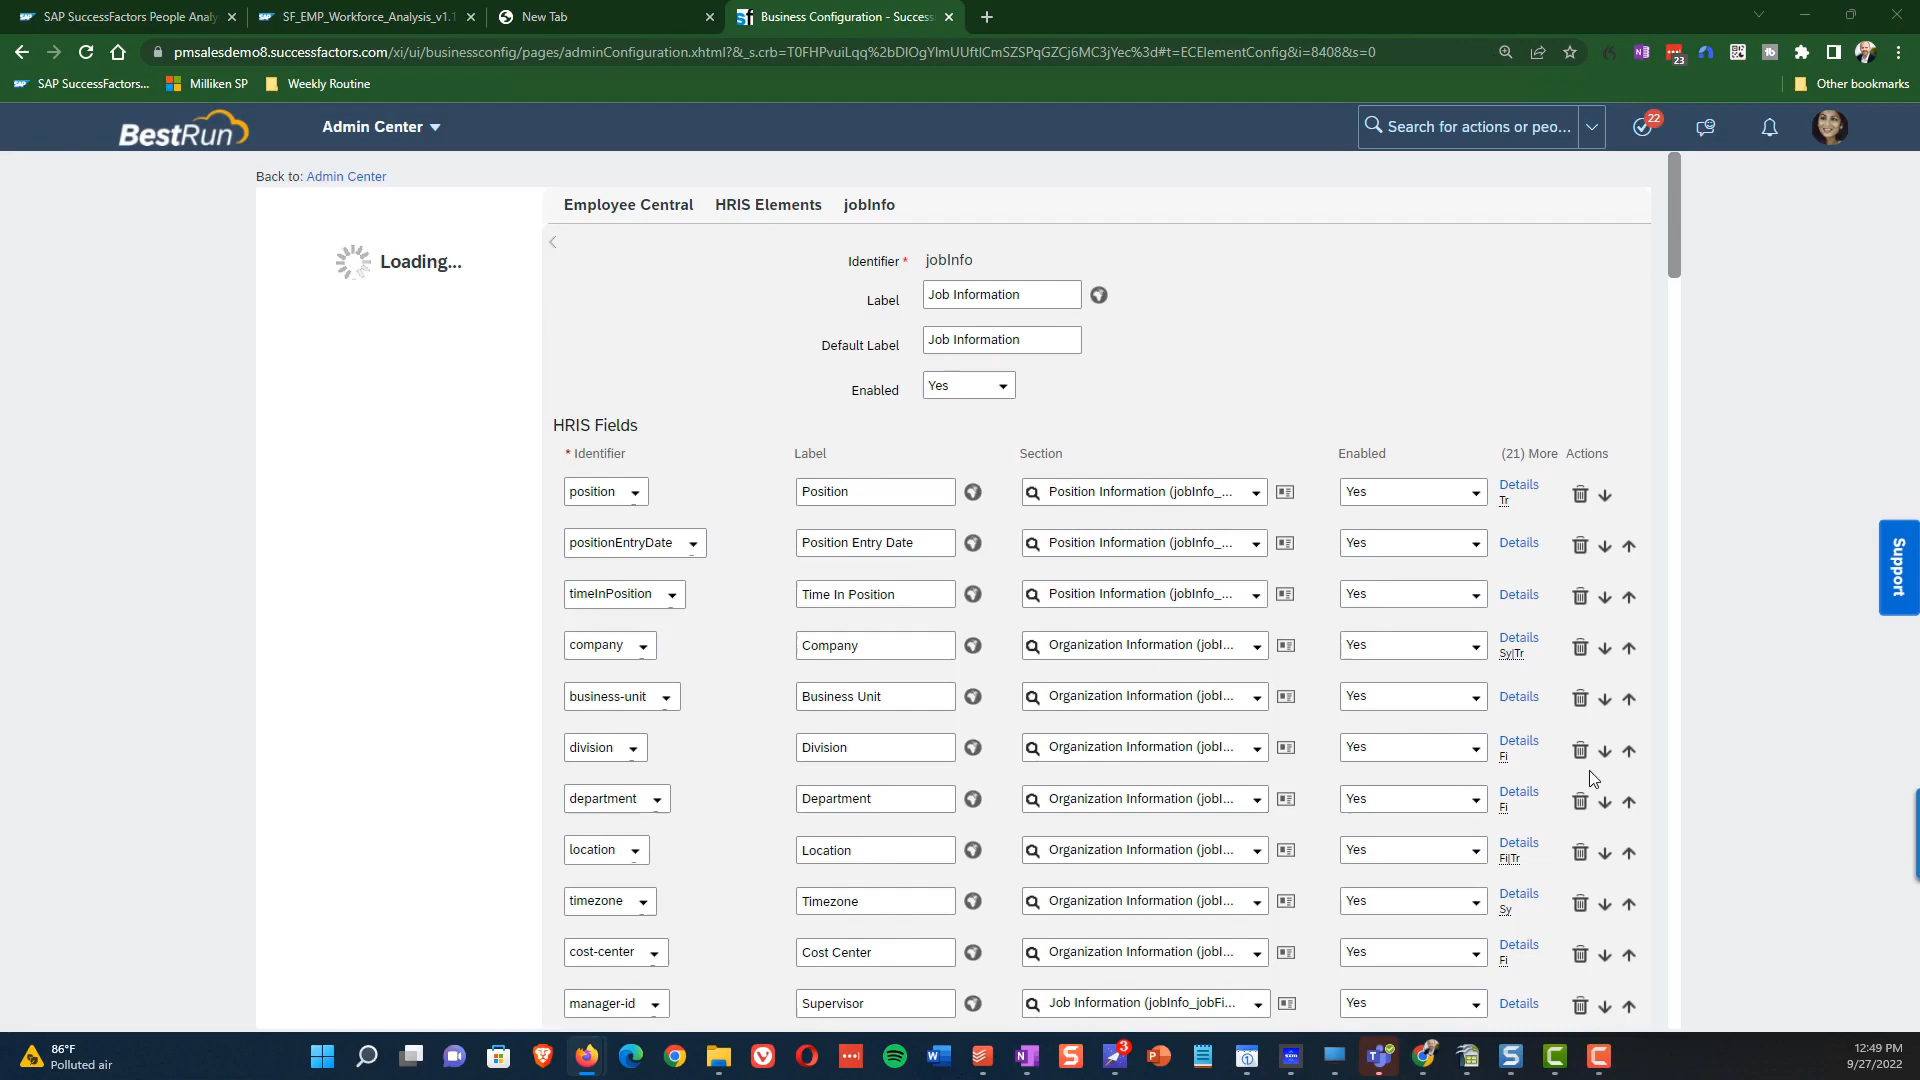 SAP SuccessFactors People Analy
SF_EMP_Workforce_Analysis_v1.1
New Tab
Business Configuration - Success
pmsalesdemo8.successfactors.com/xi/ui/businessconfig/pages/adminConfiguration.xhtml?&_s.crb=T0FHPvuiLqq%2bDIOgYlmUUftlCmSZSPqGZCj6MC3jYec%3d#t=ECElementConfig&i=8408&s=0
23
SAP SuccessFactors...
Milliken SP
Weekly Routine
Other bookmarks
BestRun
Admin Center
Search for actions or peo...
22
Back to: Admin Center
Employee Central HRIS Elements jobInfo
Loading...
Identifier * jobInfo
Label Job Information
Default Label Job Information
Enabled Yes
HRIS Fields
* Identifier Label Section Enabled (21) More Actions
position Position Position Information (jobInfo_... Yes Details
Tr
positionEntryDate Position Entry Date Position Information (jobInfo_... Yes Details
timeInPosition Time In Position Position Information (jobInfo_... Yes Details
company Company Organization Information (jobI... Yes Details
Sy|Tr
business-unit Business Unit Organization Information (jobI... Yes Details
division Division Organization Information (jobI... Yes Details
Fi
department Department Organization Information (jobI... Yes Details
Fi
location Location Organization Information (jobI... Yes Details
Fi|Tr
timezone Timezone Organization Information (jobI... Yes Details
Sy
cost-center Cost Center Organization Information (jobI... Yes Details
Fi
manager-id Supervisor Job Information (jobInfo_jobFi... Yes Details
Support
86°F
Polluted air
3
12:49 PM
9/27/2022